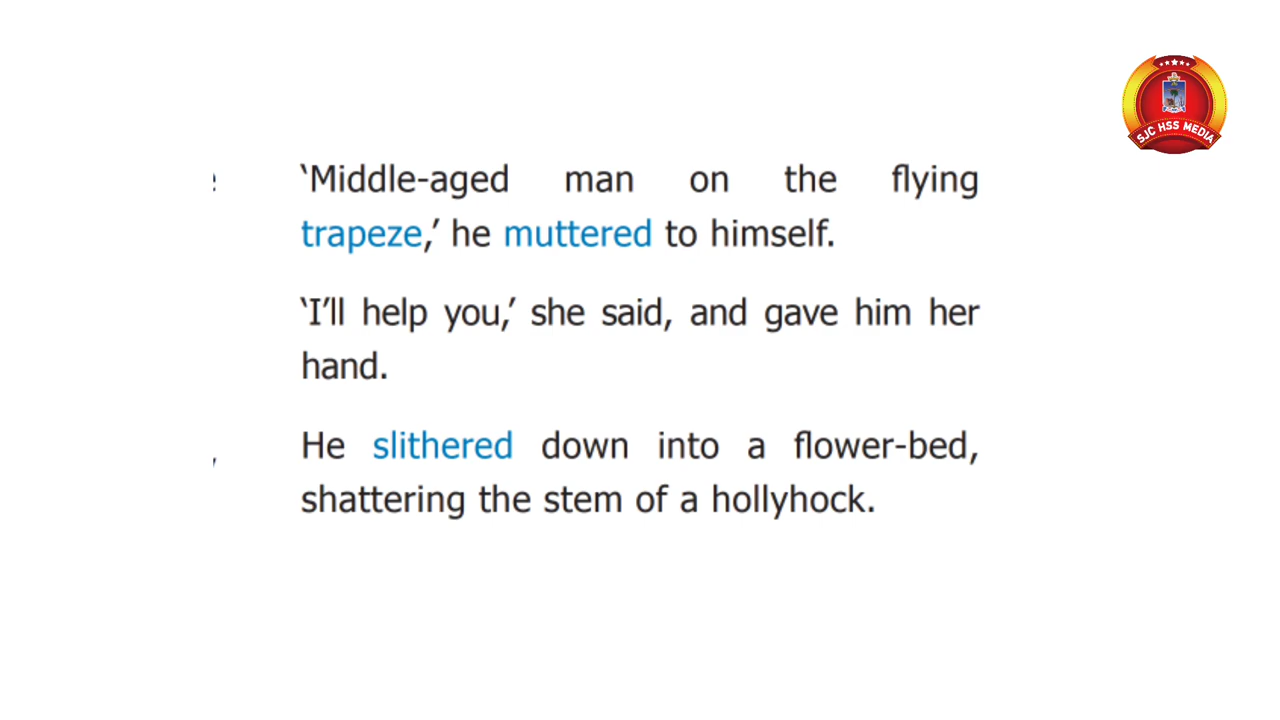 SJC HSS MEDIA
‘Middle-aged man on the flying
trapeze,’ he muttered to himself.
‘I’ll help you,’ she said, and gave him her
hand.
He slithered down into a flower-bed,
shattering the stem of a hollyhock.